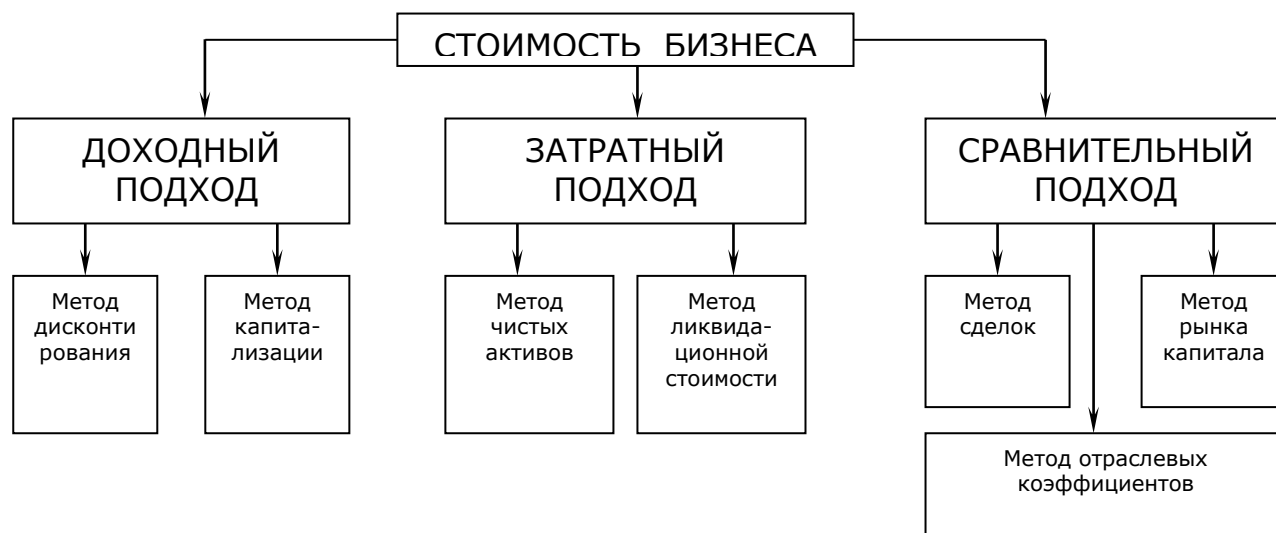 СТОИМОСТЬ БИЗНЕСА
ДОХОДНЫЙ
ПОДХОД
ЗАТРАТНЫЙ
ПОДХОД
СРАВНИТЕЛЬНЫЙ
ПОДХОД
Метод
дисконти
рования
Метод
капита-
лизации
Метод
чистых
активов
Метод
ликвида-
ционной
стоимости
Метод
сделок
Метод
рынка
капитала
Метод отраслевых
коэффициентов